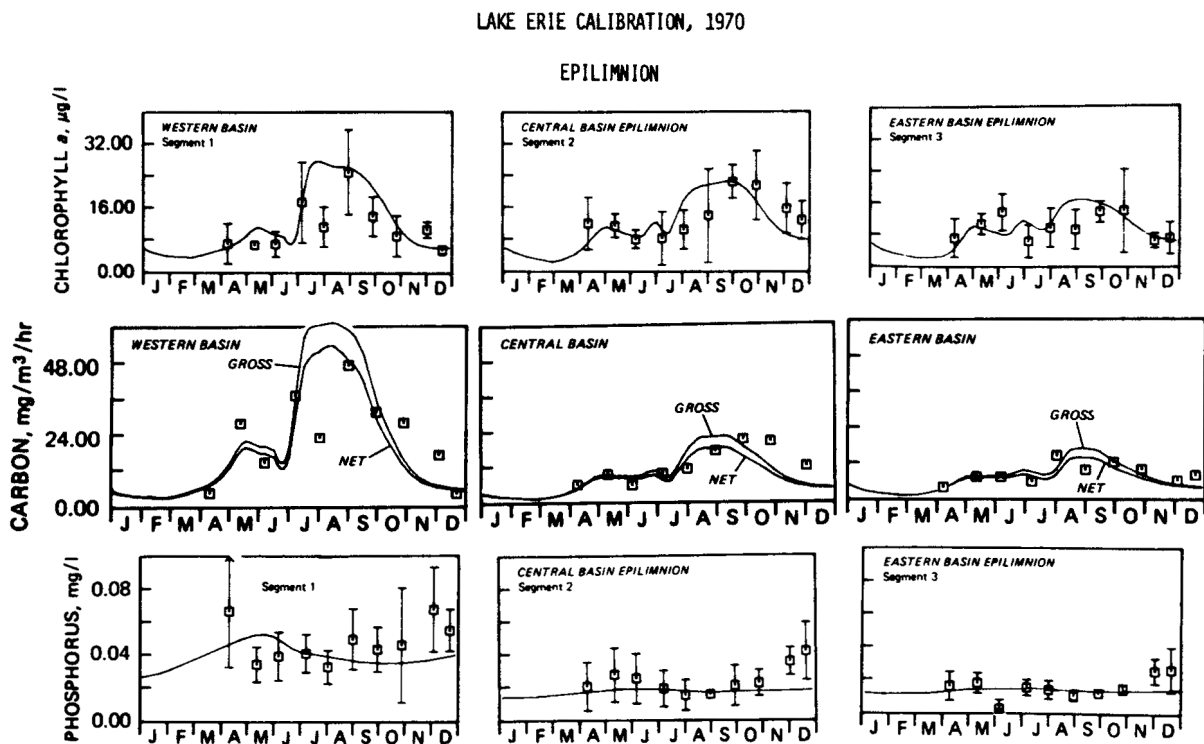 LAKE ERIE CALIBRATION, 1970
EPILIMNION
CHLOROPHYLL a, µg/l
32.00
16.00
0.00
WESTERN BASIN
Segment 1
J F M A M J J A S O N D
CENTRAL BASIN EPILIMNION
Segment 2
J F M A M J J A S O N D
EASTERN BASIN EPILIMNION
Segment 3
J F M A M J J A S O N D
CARBON, mg/m³/hr
48.00
24.00
0.00
WESTERN BASIN
GROSS
NET
J F M A M J J A S O N D
CENTRAL BASIN
GROSS
NET
J F M A M J J A S O N D
EASTERN BASIN
GROSS
NET
J F M A M J J A S O N D
PHOSPHORUS, mg/l
0.08
0.04
0.00
Segment 1
J F M A M J J A S O N D
CENTRAL BASIN EPILIMNION
Segment 2
J F M A M J J A S O N D
EASTERN BASIN EPILIMNION
Segment 3
J F M A M J J A S O N D